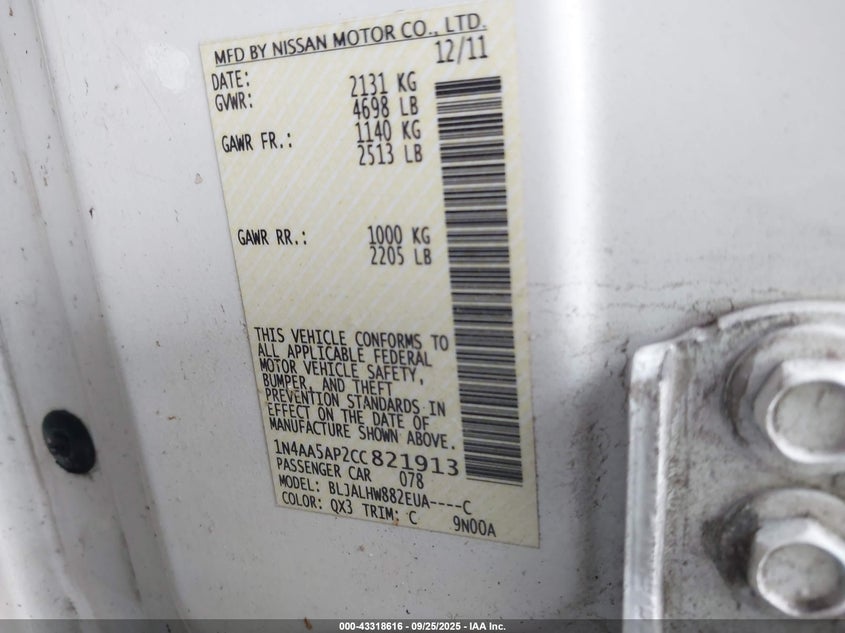 MFD BY NISSAN MOTOR CO., LTD.
DATE: 12/11
GVWR: 2131 KG
4698 LB
GAWR FR.: 1140 KG
2513 LB
GAWR RR.: 1000 KG
2205 LB
THIS VEHICLE CONFORMS TO
ALL APPLICABLE FEDERAL
MOTOR VEHICLE SAFETY,
BUMPER, AND THEFT
PREVENTION STANDARDS IN
EFFECT ON THE DATE OF
MANUFACTURE SHOWN ABOVE.
1N4AA5AP2CC821913
PASSENGER CAR 078
MODEL: BLJALHW882EUA----C
COLOR: QX3 TRIM: C 9N00A
000-43318616 - 09/25/2025 - IAA Inc.